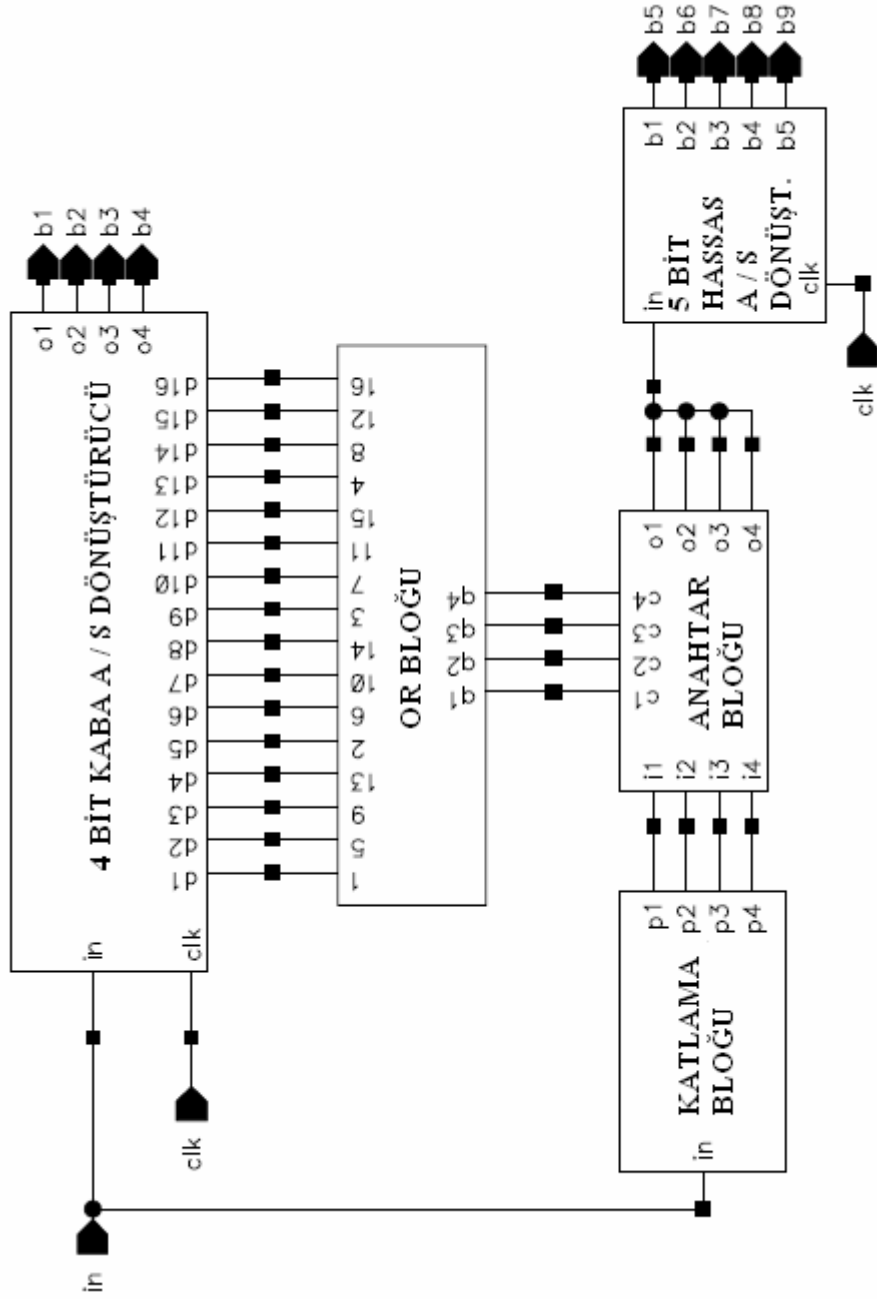 in
clk
in
clk
4 BİT KABA A / S DÖNÜŞTÜRÜCÜ
o1
o2
o3
o4
b1
b2
b3
b4
d1 d2 d3 d4 d5 d6 d7 d8 d9 d10 d11 d12 d13 d14 d15 d16
1 5 9 13 2 6 10 14 3 7 11 15 4 8 12 16
OR BLOĞU
q1 q2 q3 q4
in
KATLAMA
BLOĞU
p1
p2
p3
p4
c1 c2 c3 c4
i1
i2
i3
i4
ANAHTAR
BLOĞU
o1
o2
o3
o4
in
5 BİT
HASSAS
A / S
DÖNÜŞT.
clk
b1
b2
b3
b4
b5
b5
b6
b7
b8
b9
clk